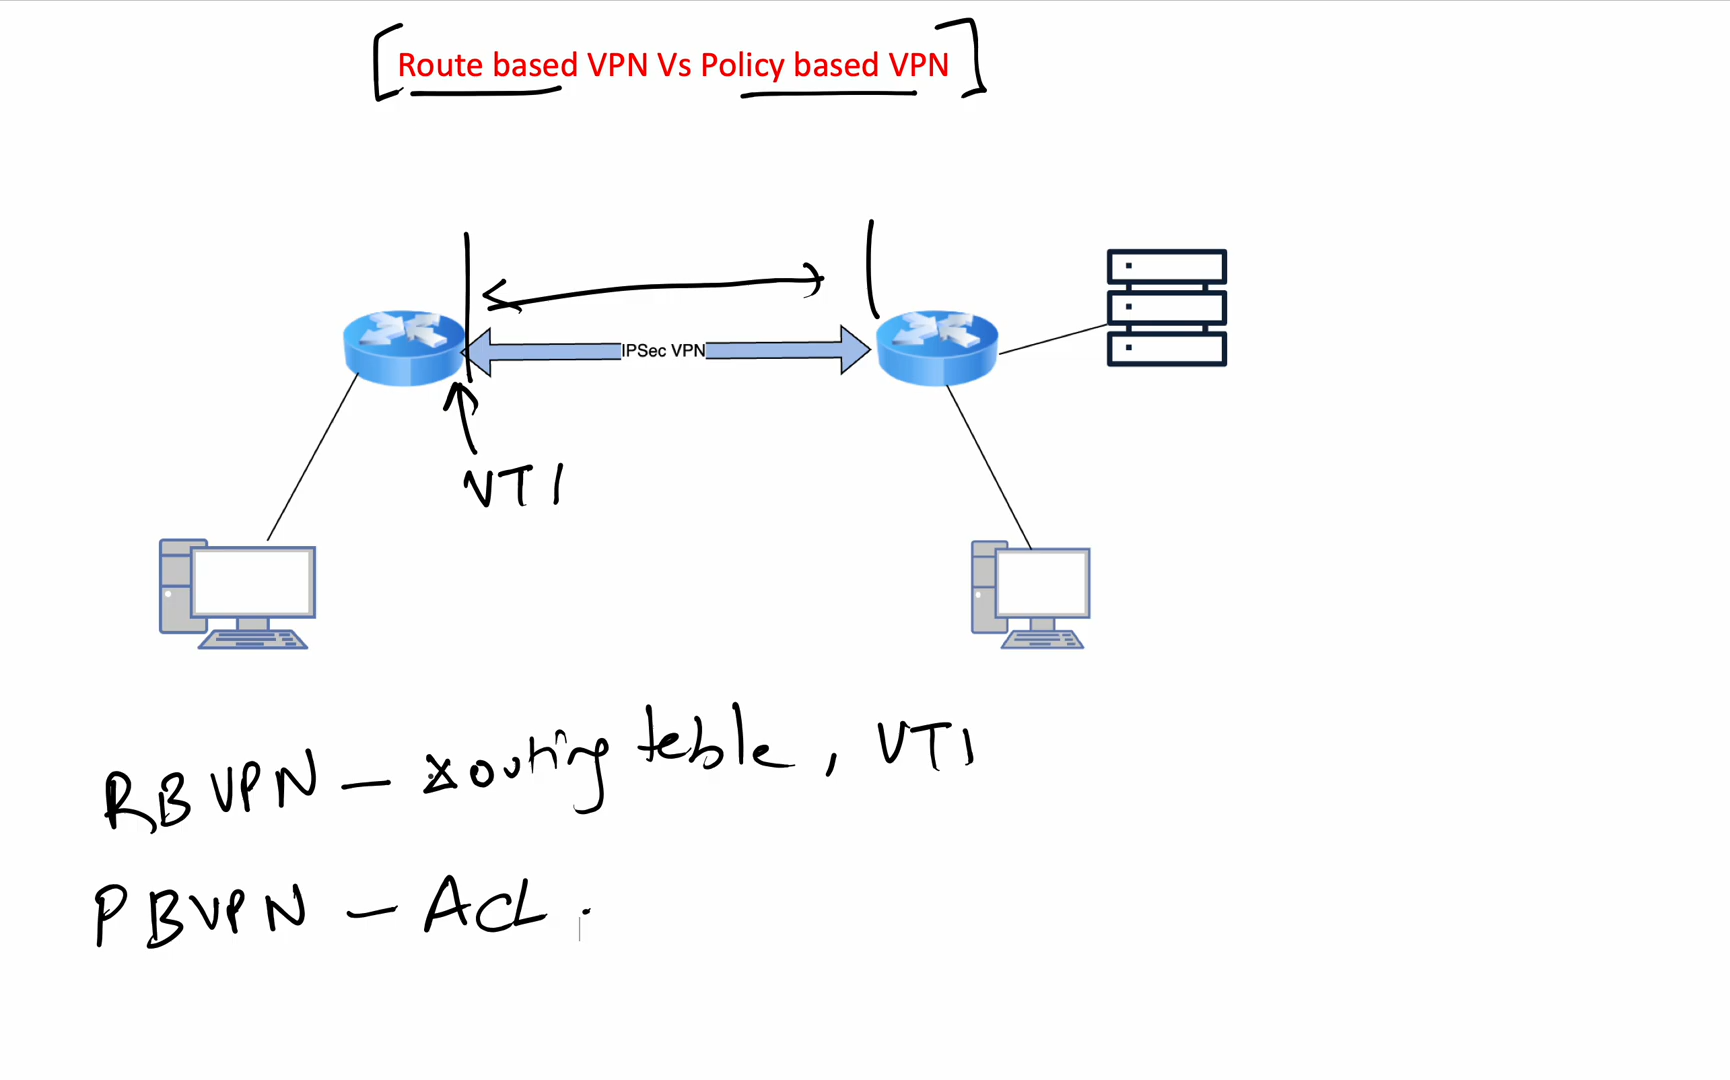 Route based VPN Vs Policy based VPN
IPSec VPN
VTI
RBVPN - routing table, VTI
PBVPN - ACL